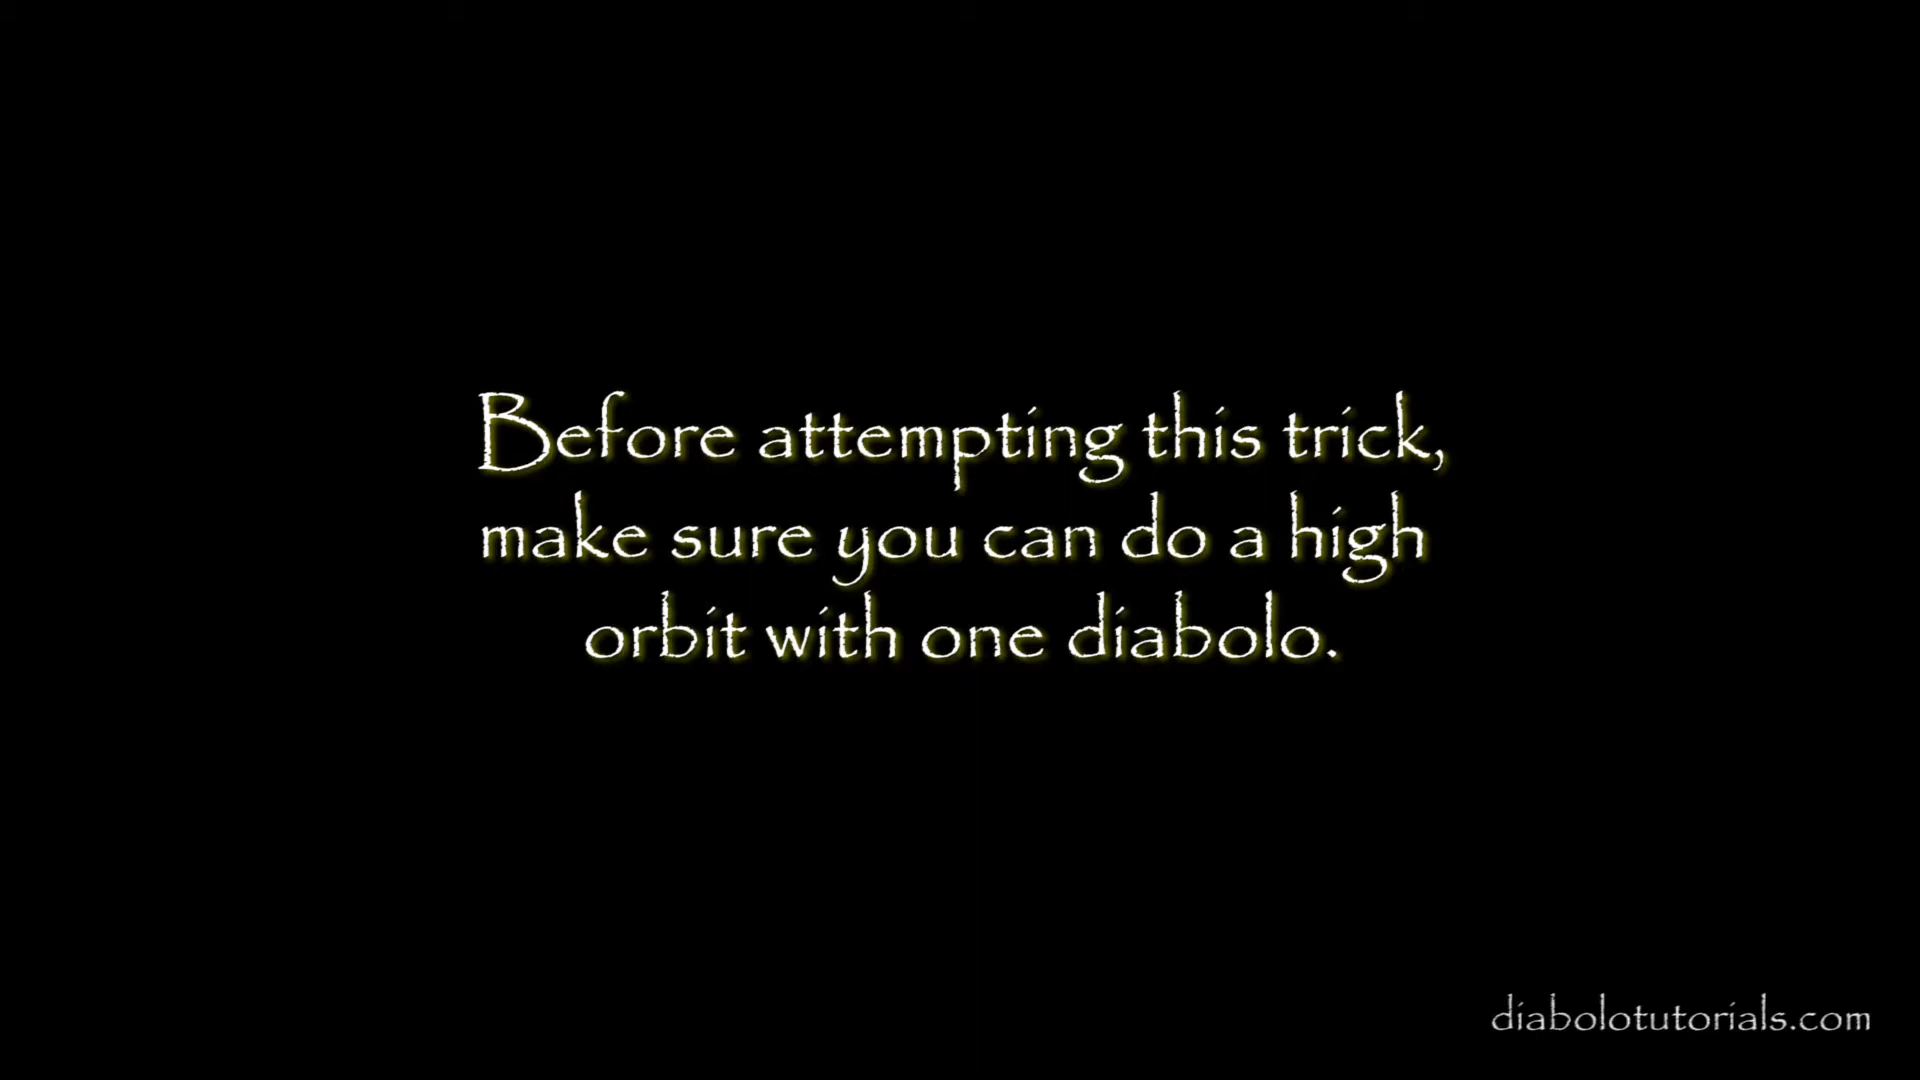 Before attempting this trick,
make sure you can do a high
orbit with one diabolo.
diabolotutorials.com